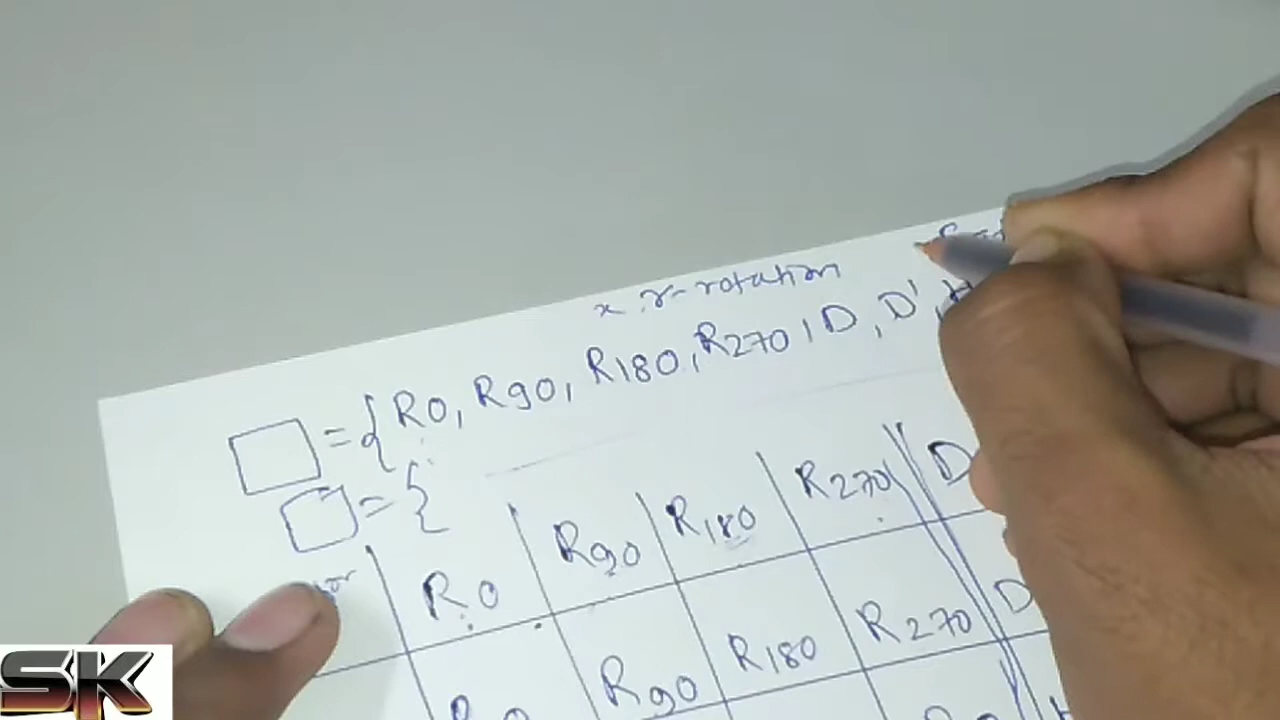 r-rotation
= {R0, R90, R180, R270, D, D', H
= {
R0 R90 R180 R270 D
R90 R180 R270 D
SK